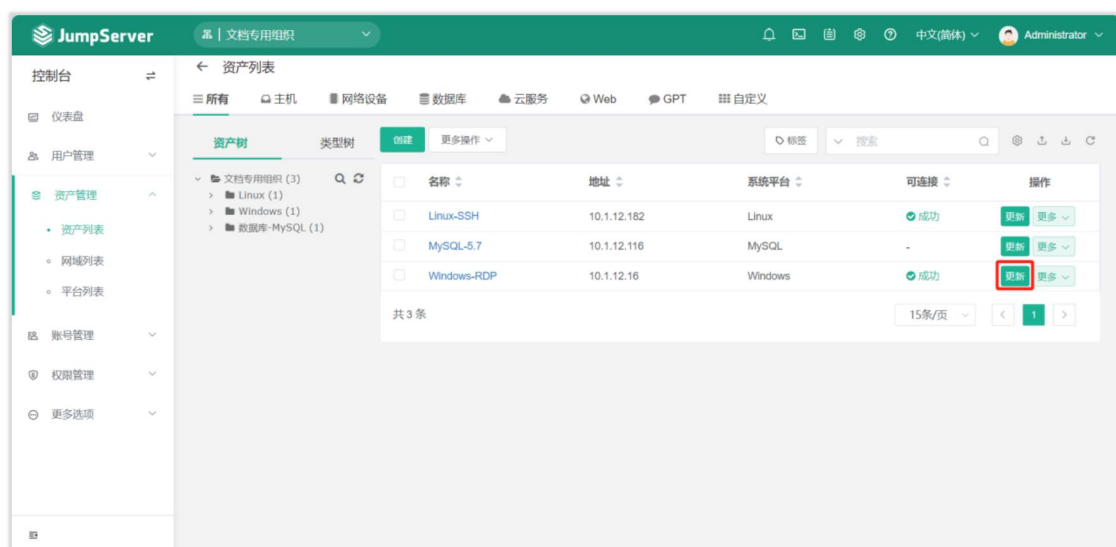 JumpServer
文档专用组织
中文(简体)
Administrator
控制台
仪表盘
用户管理
资产管理
资产列表
网域列表
平台列表
账号管理
权限管理
更多选项
资产列表
所有 主机 网络设备 数据库 云服务 Web GPT 自定义
资产树 类型树
文档专用组织 (3)
Linux (1)
Windows (1)
数据库-MySQL (1)
创建 更多操作 标签 搜索
名称 地址 系统平台 可连接 操作
Linux-SSH 10.1.12.182 Linux 成功 更新 更多
MySQL-5.7 10.1.12.116 MySQL - 更新 更多
Windows-RDP 10.1.12.16 Windows 成功 更新 更多
共 3 条 15条/页 < 1 >